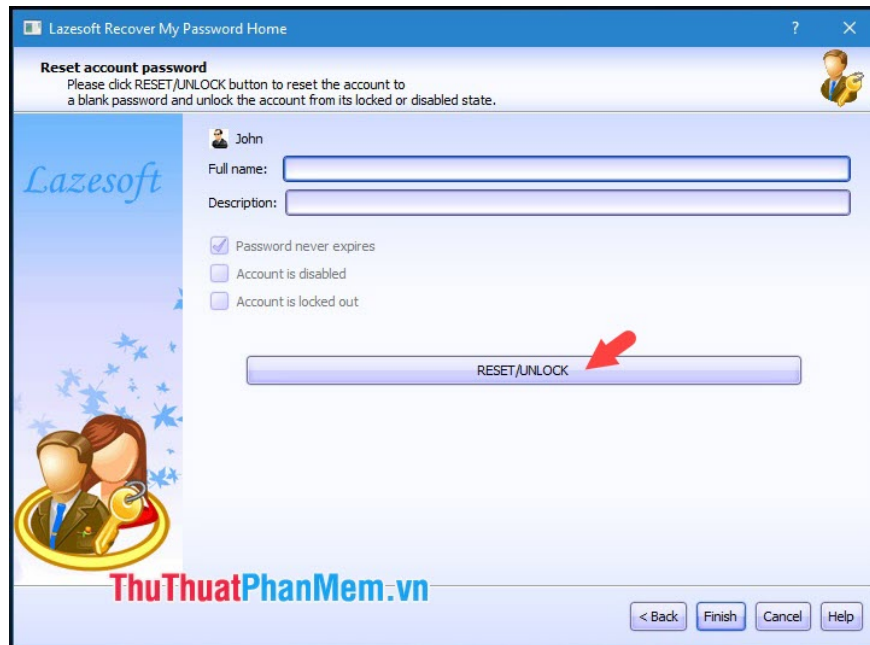 Lazesoft Recover My Password Home
Reset account password
Please click RESET/UNLOCK button to reset the account to
a blank password and unlock the account from its locked or disabled state.
Lazesoft
John
Full name:
Description:
Password never expires
Account is disabled
Account is locked out
RESET/UNLOCK
ThuThuatPhanMem.vn
< Back Finish Cancel Help